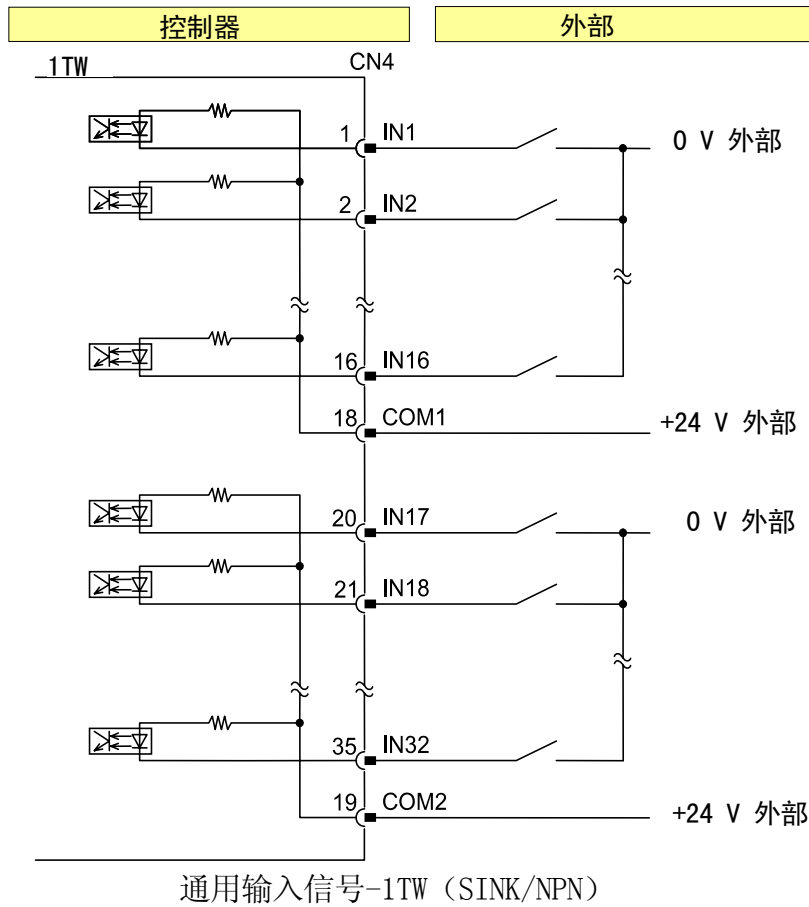 控制器 外部
1TW CN4
1 IN1 0 V 外部
2 IN2
16 IN16
18 COM1 +24 V 外部
20 IN17 0 V 外部
21 IN18
35 IN32
19 COM2 +24 V 外部
通用输入信号-1TW（SINK/NPN）